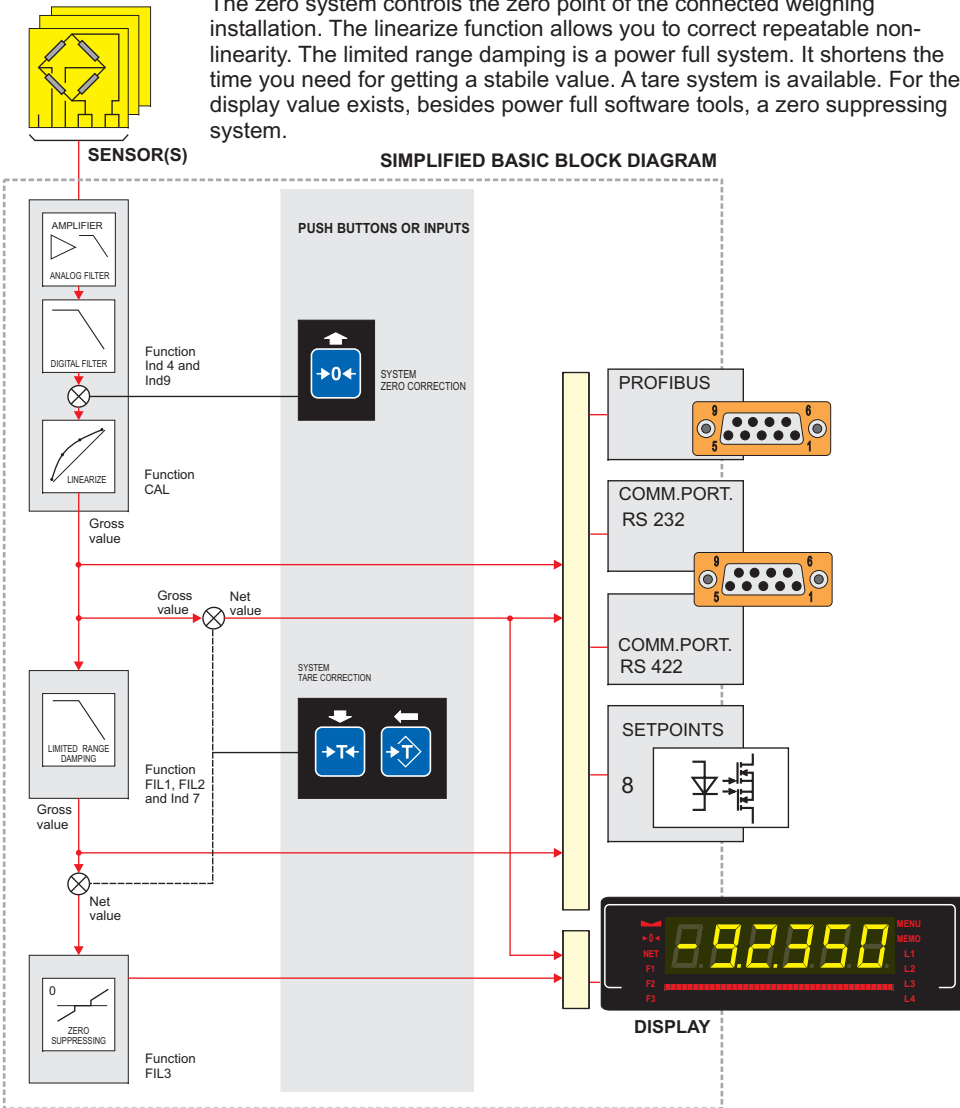 The zero system controls the zero point of the connected weighing
installation. The linearize function allows you to correct repeatable non-
linearity. The limited range damping is a power full system. It shortens the
time you need for getting a stabile value. A tare system is available. For the
display value exists, besides power full software tools, a zero suppressing
system.
SENSOR(S)
SIMPLIFIED BASIC BLOCK DIAGRAM
AMPLIFIER
ANALOG FILTER
DIGITAL FILTER
Function
Ind 4 and
Ind9
LINEARIZE
Function
CAL
Gross
value
PUSH BUTTONS OR INPUTS
→0←
SYSTEM
ZERO CORRECTION
Gross
value
Net
value
SYSTEM
TARE CORRECTION
→T←
→T
LIMITED RANGE
DAMPING
Function
FIL1, FIL2
and Ind 7
Gross
value
Net
value
0
ZERO
SUPPRESSING
Function
FIL3
PROFIBUS
9
6
5
1
COMM.PORT.
RS 232
9
6
5
1
COMM.PORT.
RS 422
SETPOINTS
8
►0◄
NET
F1
F2
F3
-92.350
MENU
MEMO
L1
L2
L3
L4
DISPLAY